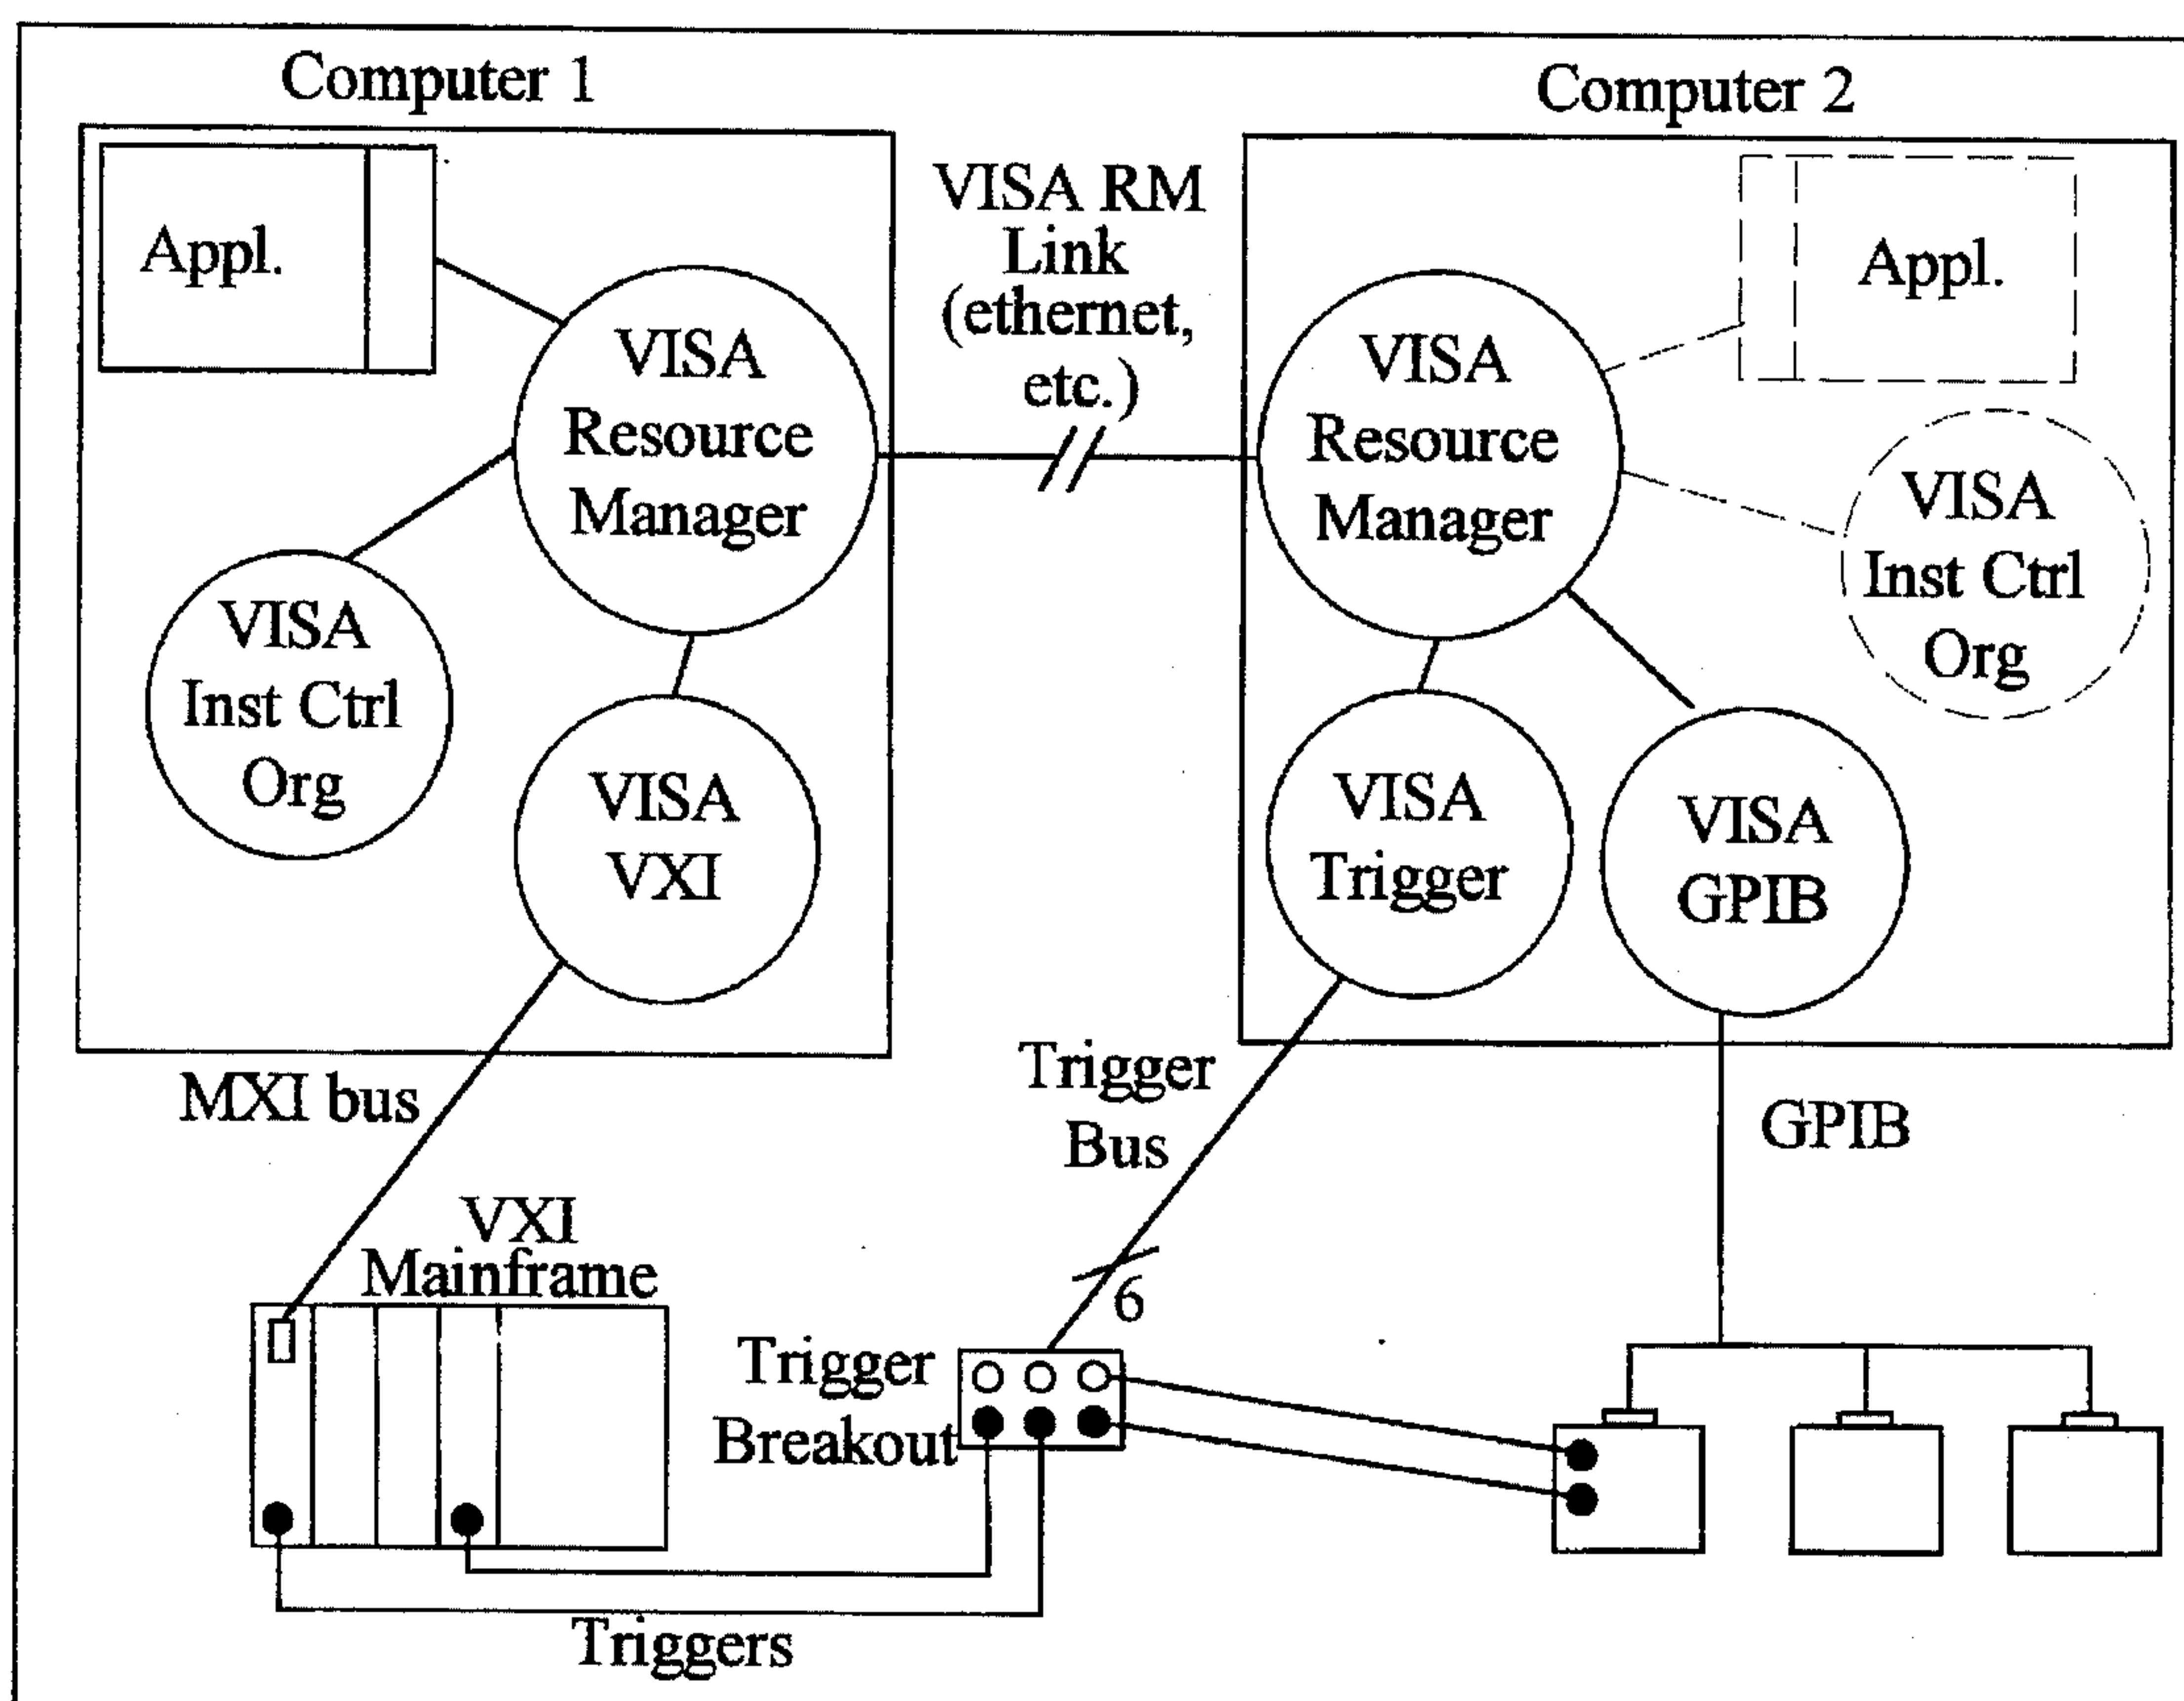 Computer 1
Appl.
VISA
Resource
Manager
VISA
Inst Ctrl
Org
VISA
VXI
VISA RM
Link
(ethernet,
etc.)
Computer 2
VISA
Resource
Manager
Appl.
VISA
Inst Ctrl
Org
VISA
Trigger
VISA
GPIB
MXI bus
Trigger
Bus
GPIB
VXI
Mainframe
6
Trigger
Breakout
Triggers